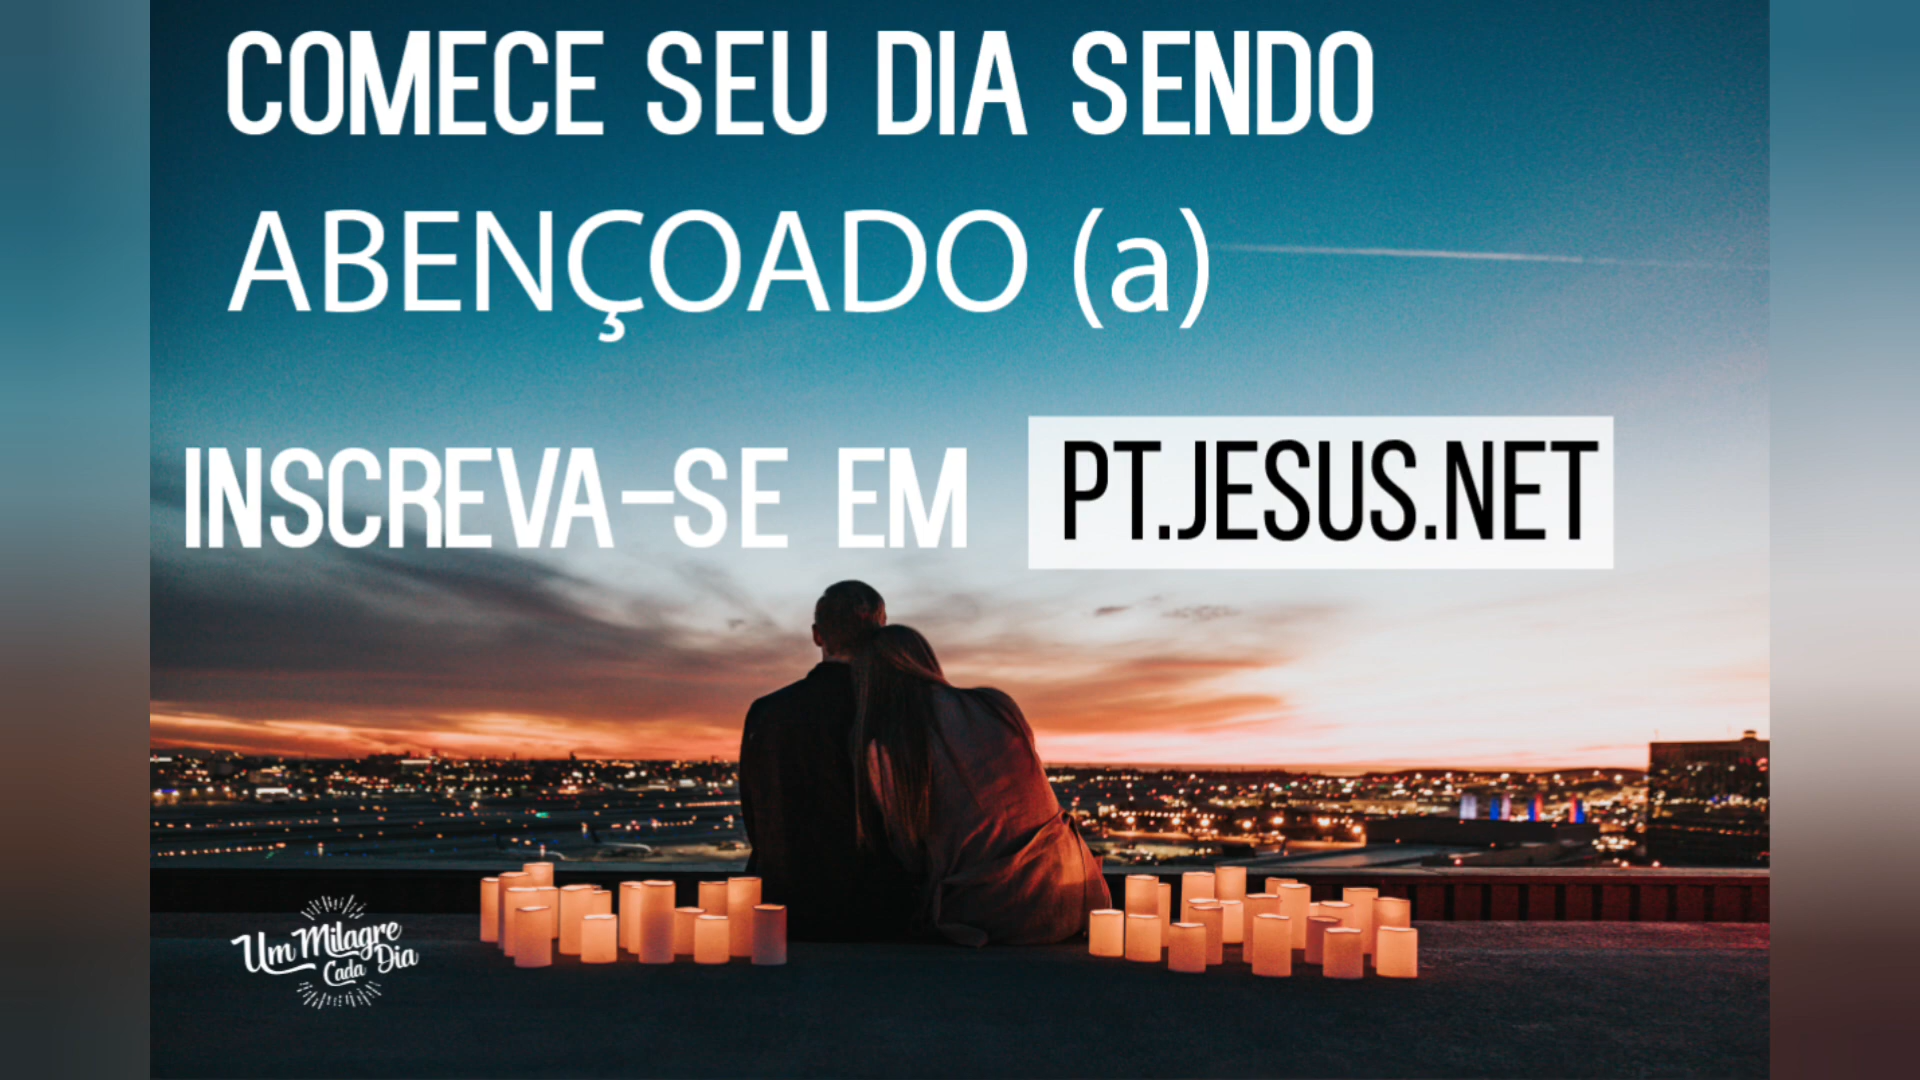 COMECE SEU DIA SENDO
ABENÇOADO (a)
INSCREVA-SE EM PT.JESUS.NET
Um Milagre
Cada Dia